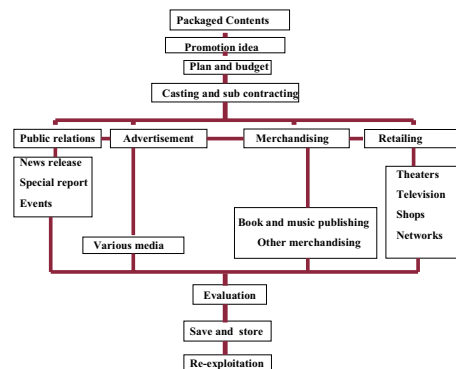 Packaged Contents
Promotion idea
Plan and budget
Casting and sub contracting
Public relations
Advertisement
Merchandising
Retailing
News release
Special report
Events
Various media
Book and music publishing
Other merchandising
Theaters
Television
Shops
Networks
Evaluation
Save and store
Re-exploitation